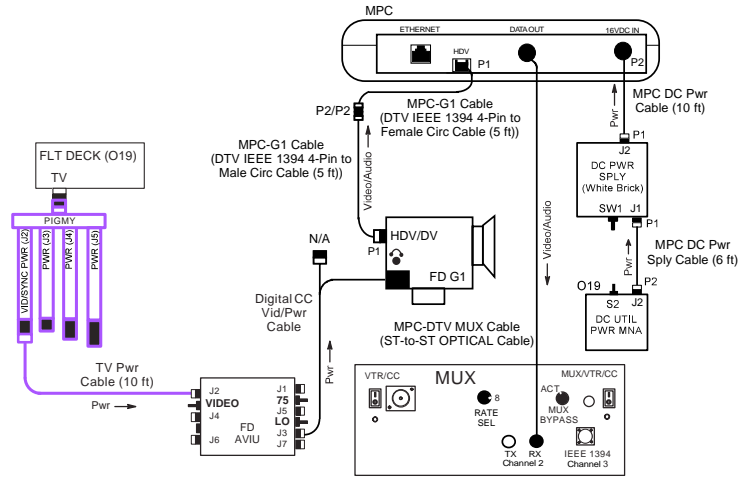 MPC
ETHERNET
DATA OUT
16VDC IN
HDV
P1
P2
MPC-G1 Cable
(DTV IEEE 1394 4-Pin to
Female Circ Cable (5 ft))
P2/P2
MPC-G1 Cable
(DTV IEEE 1394 4-Pin to
Male Circ Cable (5 ft))
Video/Audio
Pwr
MPC DC Pwr
Cable (10 ft)
P1
J2
DC PWR
SPLY
(White Brick)
SW1
J1
P1
MPC DC Pwr
Sply Cable (6 ft)
Pwr
P2
O19
S2
J2
DC UTIL
PWR MNA
FLT DECK (O19)
TV
PIGMY
VID/SYNC PWR (J2)
PWR (J3)
PWR (J4)
PWR (J5)
N/A
P1
HDV/DV
FD G1
Video/Audio
Digital CC
Vid/Pwr
Cable
Pwr
MPC-DTV MUX Cable
(ST-to-ST OPTICAL Cable)
TV Pwr
Cable (10 ft)
Pwr
J2
VIDEO
J4
J6
FD
AVIU
J1
75
J5
LO
J3
J7
VTR/CC
MUX
8
RATE
SEL
ACT
MUX
BYPASS
MUX/VTR/CC
TX
RX
Channel 2
IEEE 1394
Channel 3